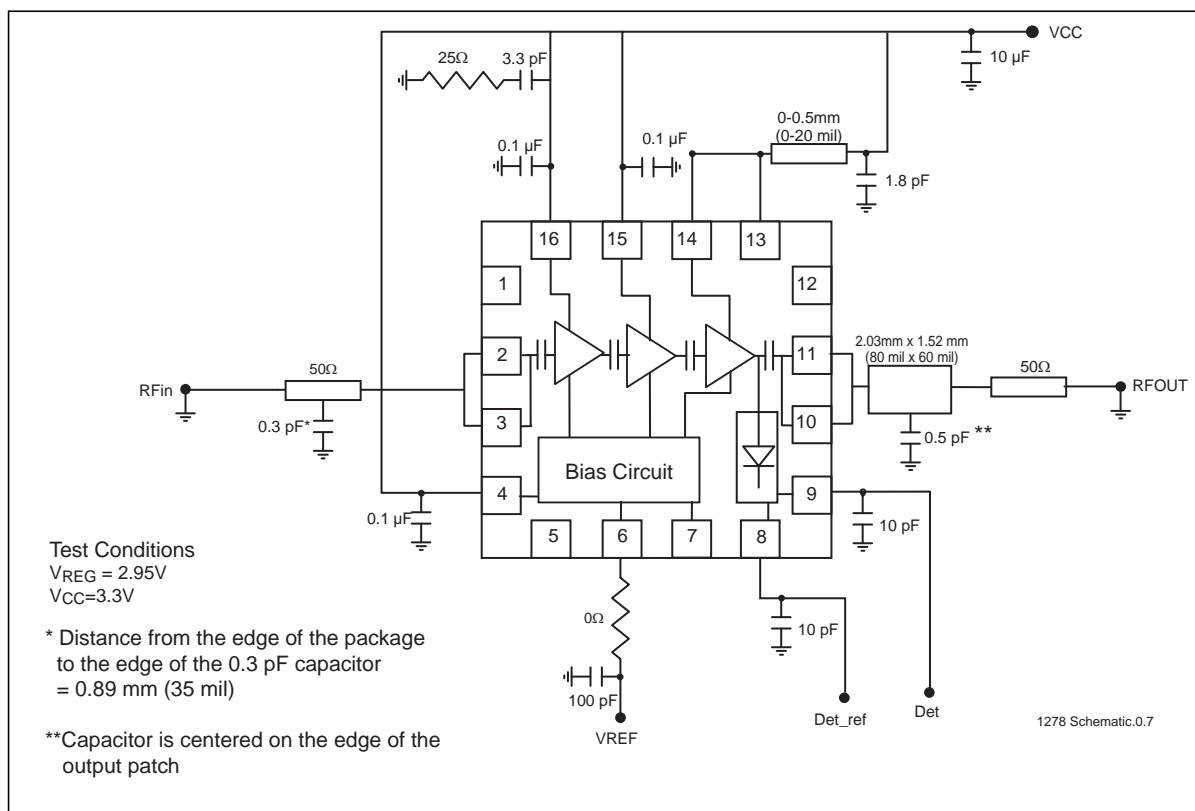 VCC
25Ω
3.3 pF
10 µF
0-0.5mm
(0-20 mil)
0.1 µF
0.1 µF
1.8 pF
16
15
14
13
1
12
2
11
2.03mm x 1.52 mm
(80 mil x 60 mil)
50Ω
50Ω
RFin
RFOUT
3
10
0.3 pF*
0.5 pF **
Bias Circuit
4
9
0.1 µF
10 pF
5
6
7
8
Test Conditions
VREG = 2.95V
VCC=3.3V
0Ω
10 pF
* Distance from the edge of the package
to the edge of the 0.3 pF capacitor
= 0.89 mm (35 mil)
100 pF
Det_ref
Det
1278 Schematic.0.7
VREF
**Capacitor is centered on the edge of the
output patch